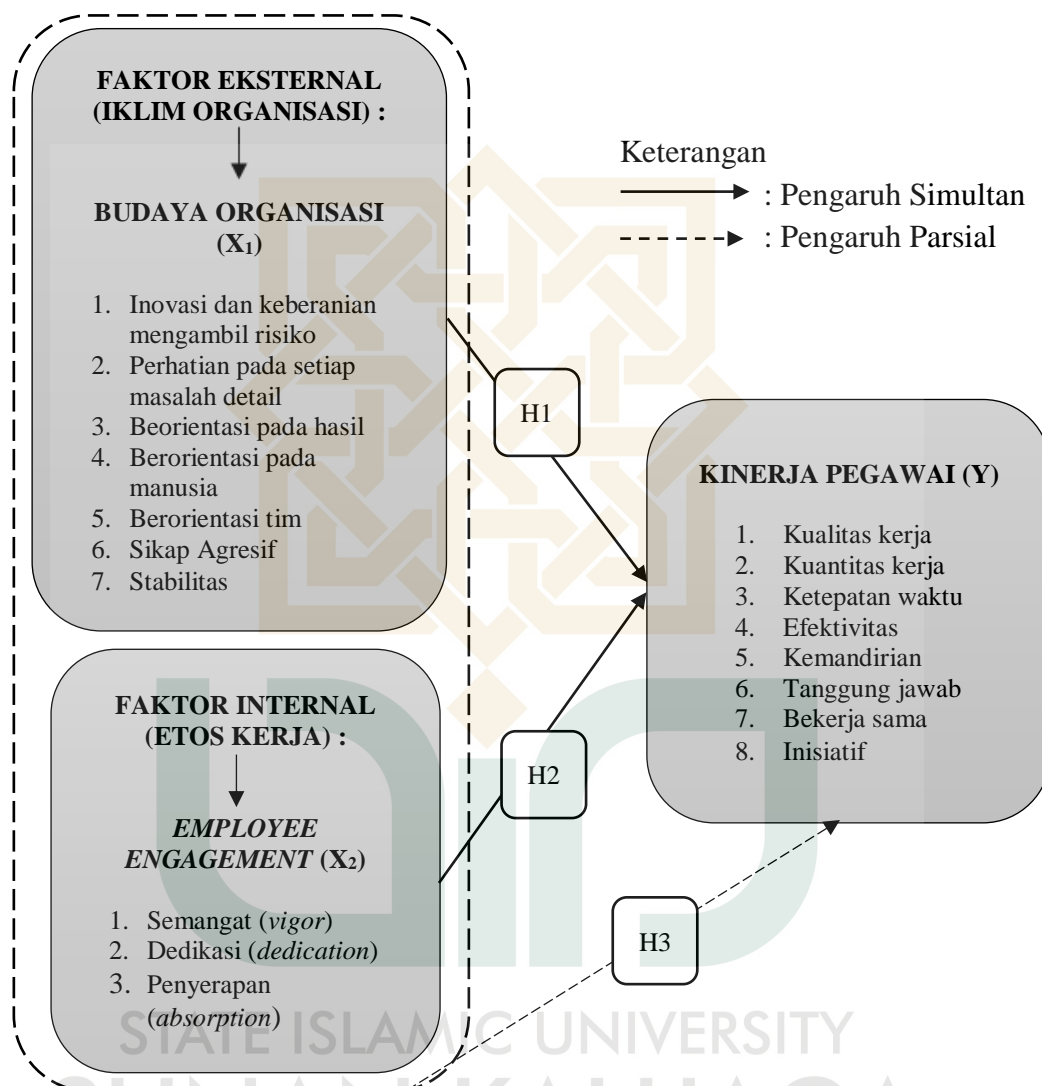 FAKTOR EKSTERNAL
(IKLIM ORGANISASI) :
BUDAYA ORGANISASI
(X₁)
1. Inovasi dan keberanian
mengambil risiko
2. Perhatian pada setiap
masalah detail
3. Beorientasi pada hasil
4. Berorientasi pada
manusia
5. Berorientasi tim
6. Sikap Agresif
7. Stabilitas
FAKTOR INTERNAL
(ETOS KERJA) :
EMPLOYEE
ENGAGEMENT (X₂)
1. Semangat (vigor)
2. Dedikasi (dedication)
3. Penyerapan
(absorption)
Keterangan
: Pengaruh Simultan
: Pengaruh Parsial
H1
H2
H3
KINERJA PEGAWAI (Y)
1. Kualitas kerja
2. Kuantitas kerja
3. Ketepatan waktu
4. Efektivitas
5. Kemandirian
6. Tanggung jawab
7. Bekerja sama
8. Inisiatif
STATE ISLAMIC UNIVERSITY